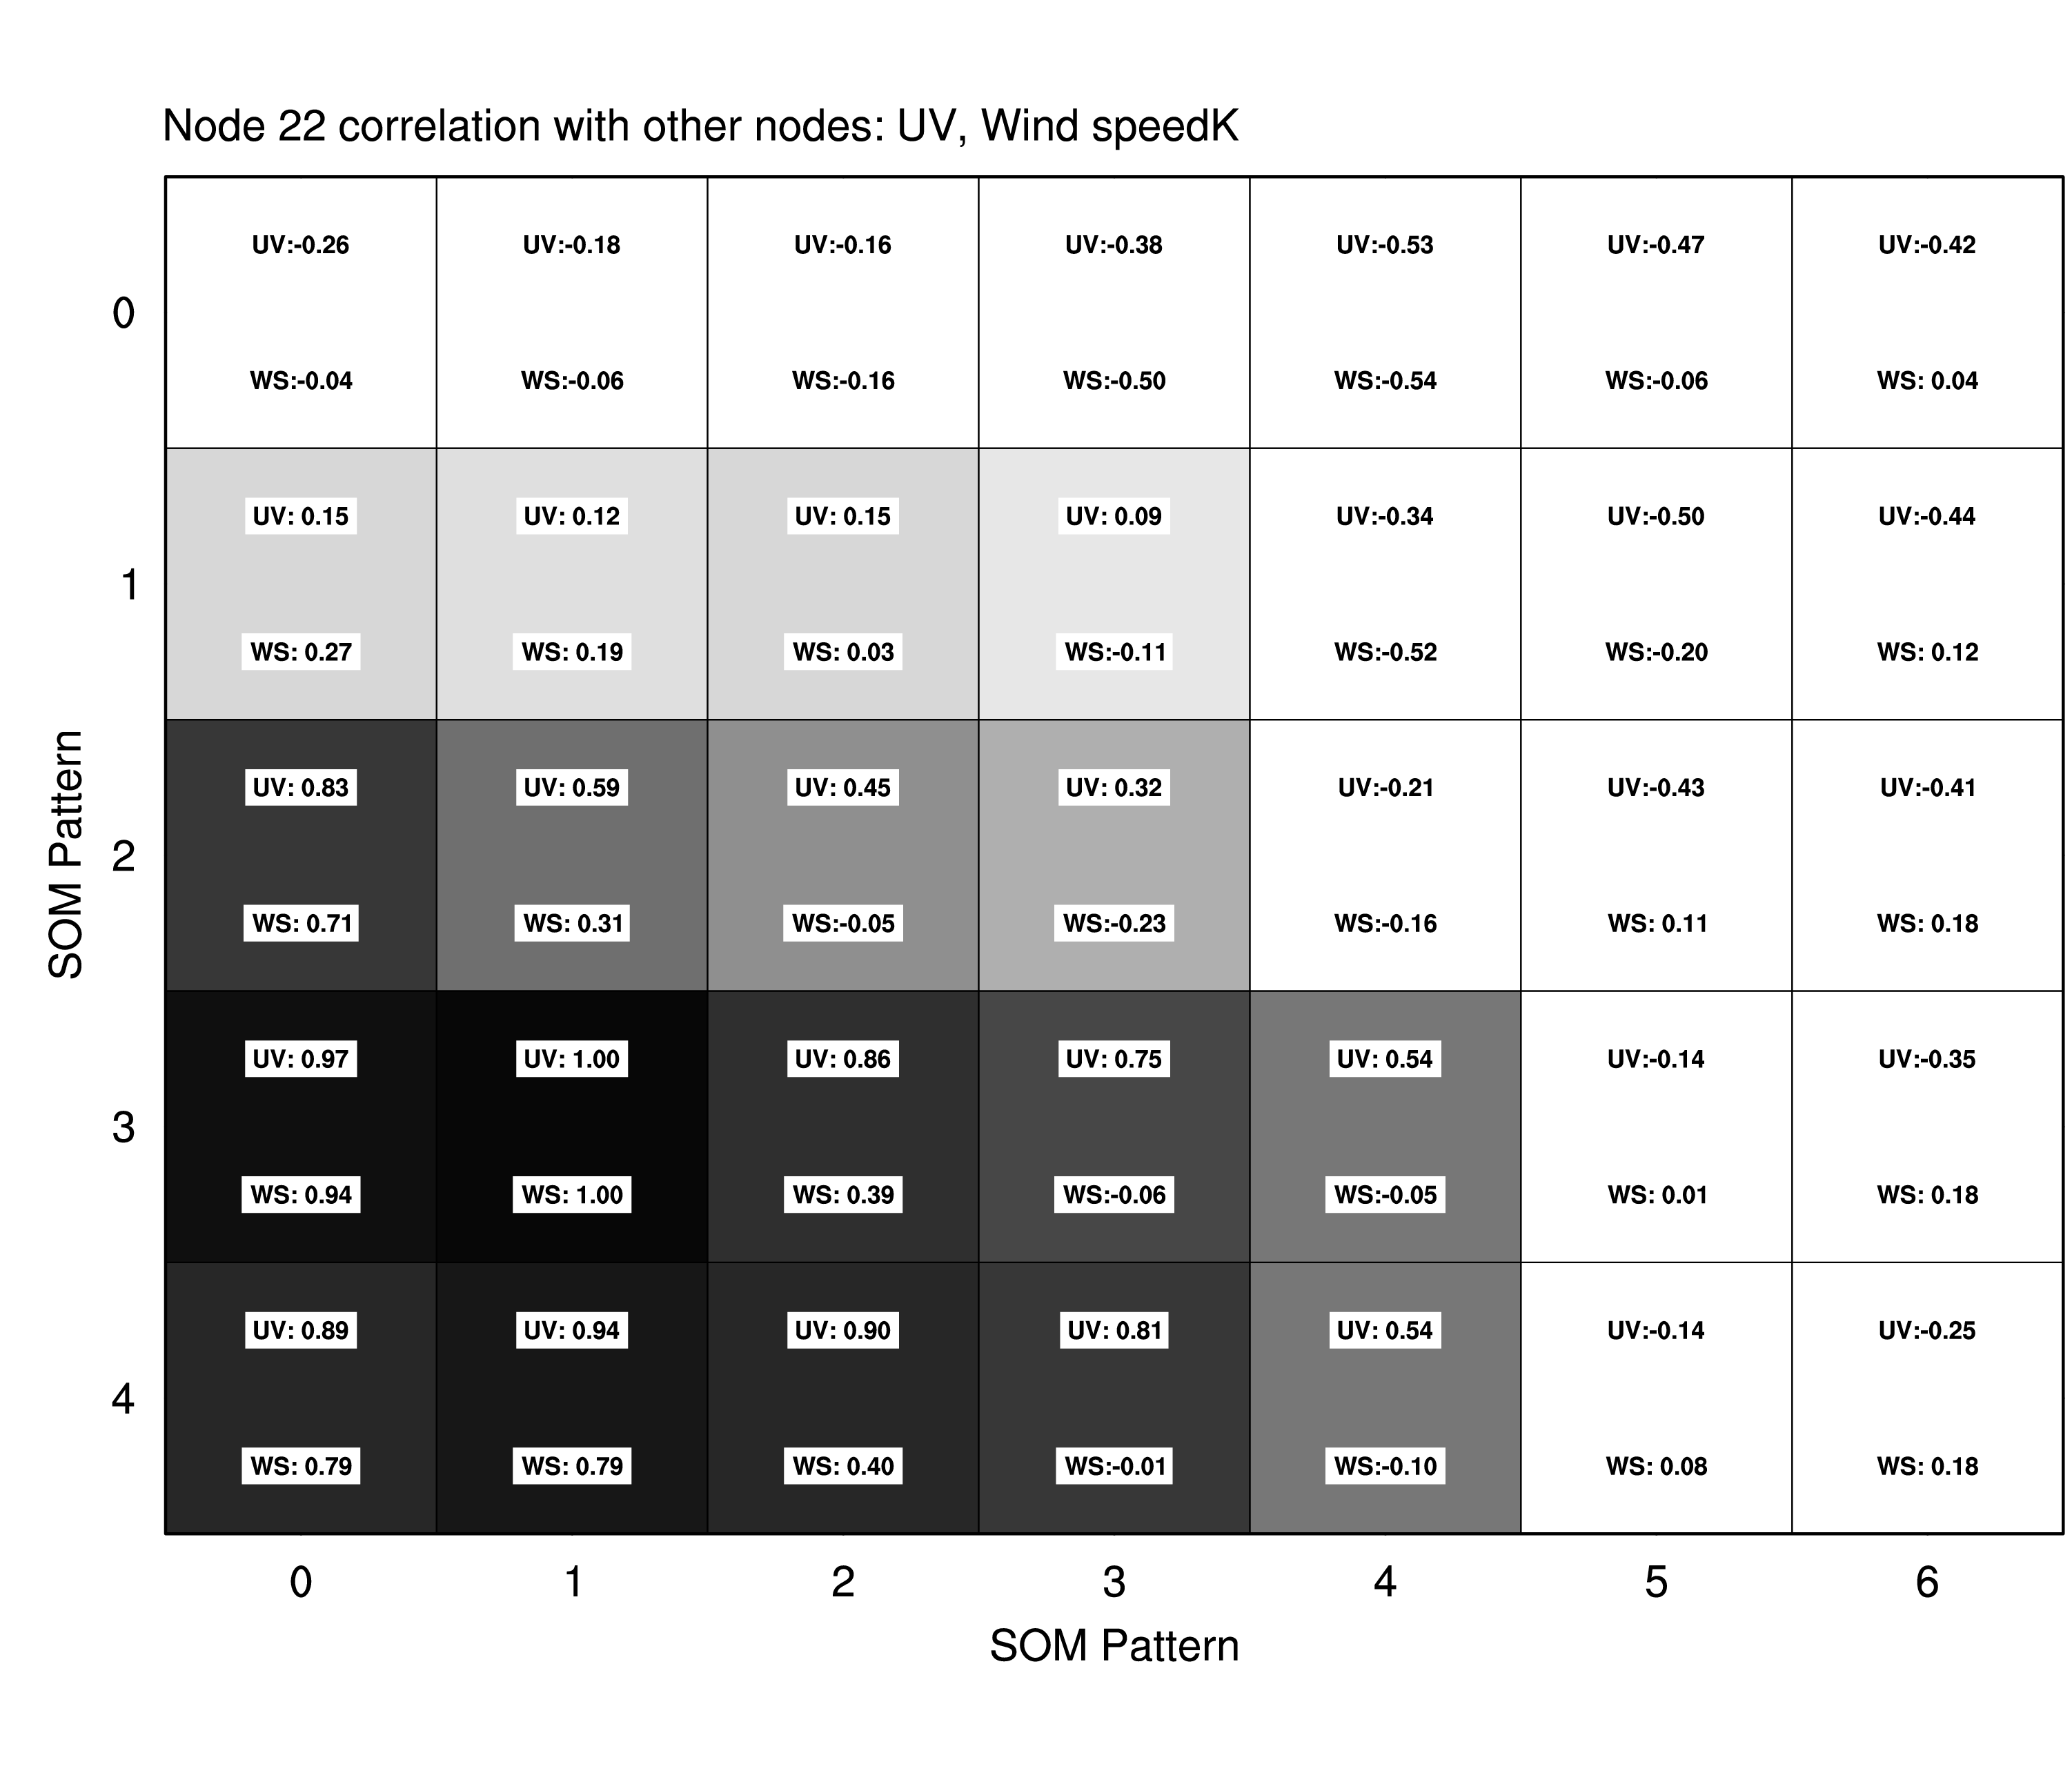 Node 22 correlation with other nodes: UV, Wind speedK
UV:-0.26 UV:-0.18 UV:-0.16 UV:-0.38 UV:-0.53 UV:-0.47 UV:-0.42
0
WS:-0.04 WS:-0.06 WS:-0.16 WS:-0.50 WS:-0.54 WS:-0.06 WS: 0.04
UV: 0.15 UV: 0.12 UV: 0.15 UV: 0.09 UV:-0.34 UV:-0.50 UV:-0.44
1
WS: 0.27 WS: 0.19 WS: 0.03 WS:-0.11 WS:-0.52 WS:-0.20 WS: 0.12
UV: 0.83 UV: 0.59 UV: 0.45 UV: 0.32 UV:-0.21 UV:-0.43 UV:-0.41
SOM Pattern
2
WS: 0.71 WS: 0.31 WS:-0.05 WS:-0.23 WS:-0.16 WS: 0.11 WS: 0.18
UV: 0.97 UV: 1.00 UV: 0.86 UV: 0.75 UV: 0.54 UV:-0.14 UV:-0.35
3
WS: 0.94 WS: 1.00 WS: 0.39 WS:-0.06 WS:-0.05 WS: 0.01 WS: 0.18
UV: 0.89 UV: 0.94 UV: 0.90 UV: 0.81 UV: 0.54 UV:-0.14 UV:-0.25
4
WS: 0.79 WS: 0.79 WS: 0.40 WS:-0.01 WS:-0.10 WS: 0.08 WS: 0.18
0 1 2 3 4 5 6
SOM Pattern